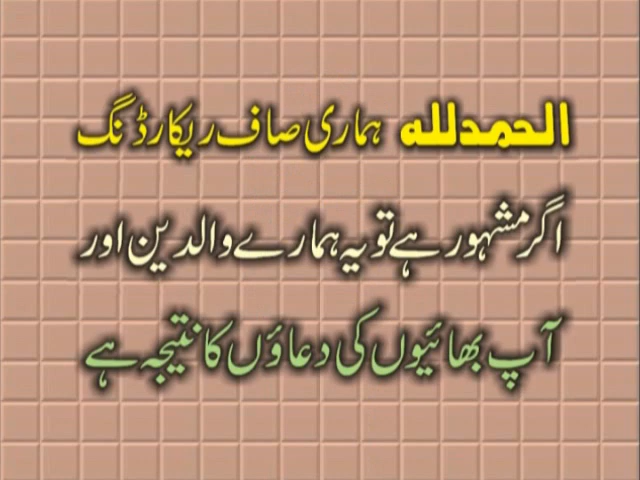 الحمدللہ ہماری صاف ریکارڈنگ
اگر مشہور ہے تو یہ ہمارے والدین اور
آپ بھائیوں کی دعاؤں کا نتیجہ ہے